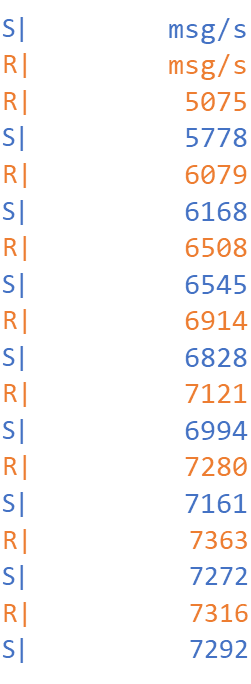 S| msg/s
R| msg/s
R| 5075
S| 5778
R| 6079
S| 6168
R| 6508
S| 6545
R| 6914
S| 6828
R| 7121
S| 6994
R| 7280
S| 7161
R| 7363
S| 7272
R| 7316
S| 7292